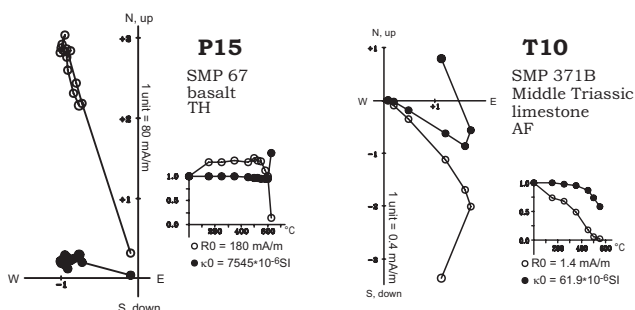 N, up
P15
SMP 67
basalt
TH
+3
1 unit = 80 mA/m
+2
+1
1.0
0.5
0.0
200 400 600 °C
R0 = 180 mA/m
κ0 = 7545*10-6SI
W -1 E
S, down
N, up
T10
SMP 371B
Middle Triassic
limestone
AF
+1
W +1 E
-1
1 unit = 0.4 mA/m
-2
-3
S, down
1.0
0.5
0.0
200 400 600 °C
R0 = 1.4 mA/m
κ0 = 61.9*10-6SI